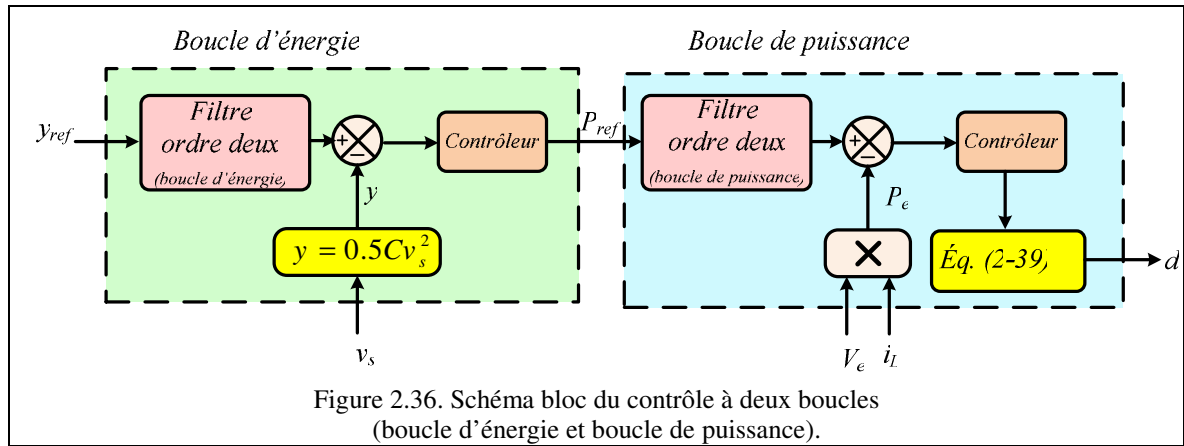 Boucle d'énergie
Boucle de puissance
y_ref
Filtre
ordre deux
(boucle d'énergie)
+
−
Contrôleur
y
y = 0.5Cv_s^2
v_s
P_ref
Filtre
ordre deux
(boucle de puissance)
+
−
Contrôleur
P_e
×
Éq. (2-39)
d
V_e
i_L
Figure 2.36. Schéma bloc du contrôle à deux boucles
(boucle d'énergie et boucle de puissance).